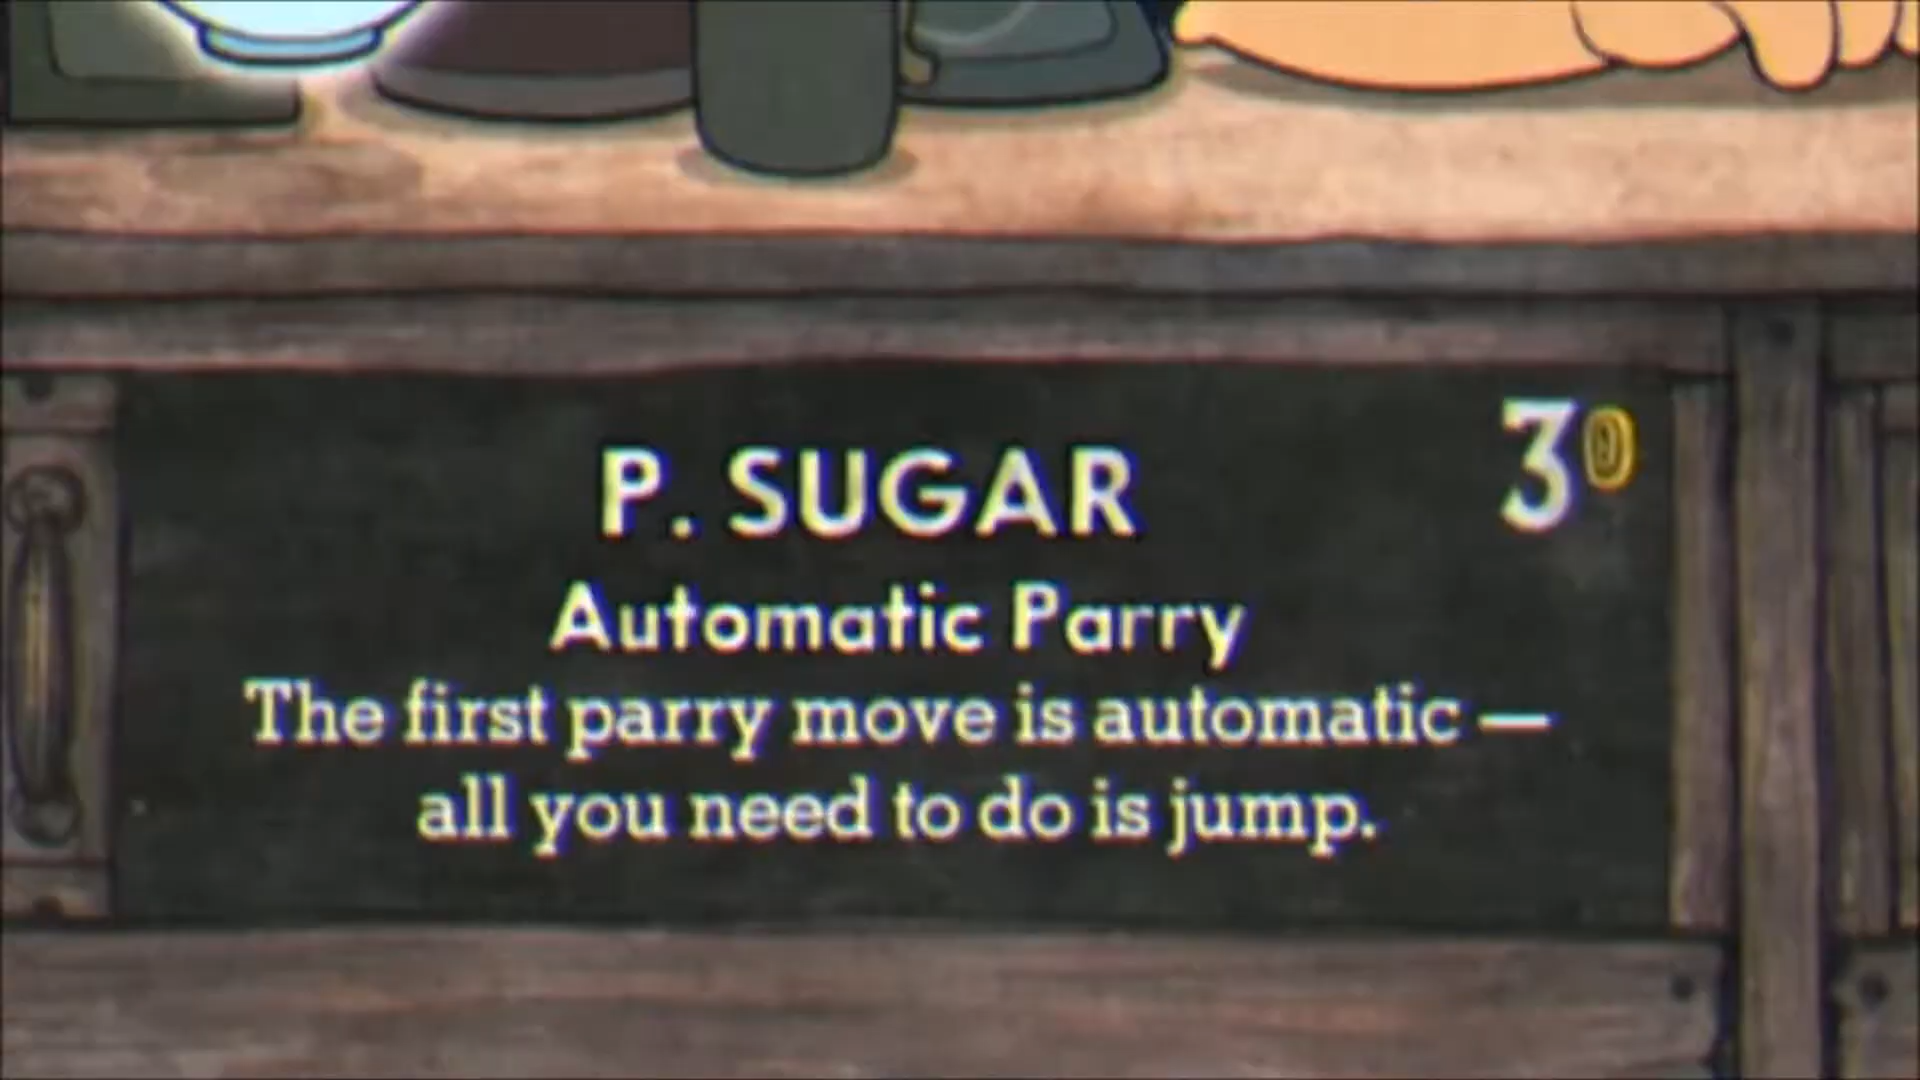 P. SUGAR
3
Automatic Parry
The first parry move is automatic —
all you need to do is jump.